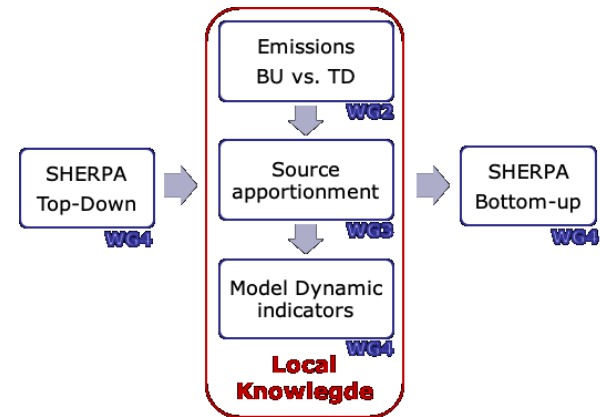 Emissions
BU vs. TD
WG2
SHERPA
Top-Down
WG4
Source
apportionment
WG3
SHERPA
Bottom-up
WG4
Model Dynamic
indicators
WG4
Local
Knowlegde